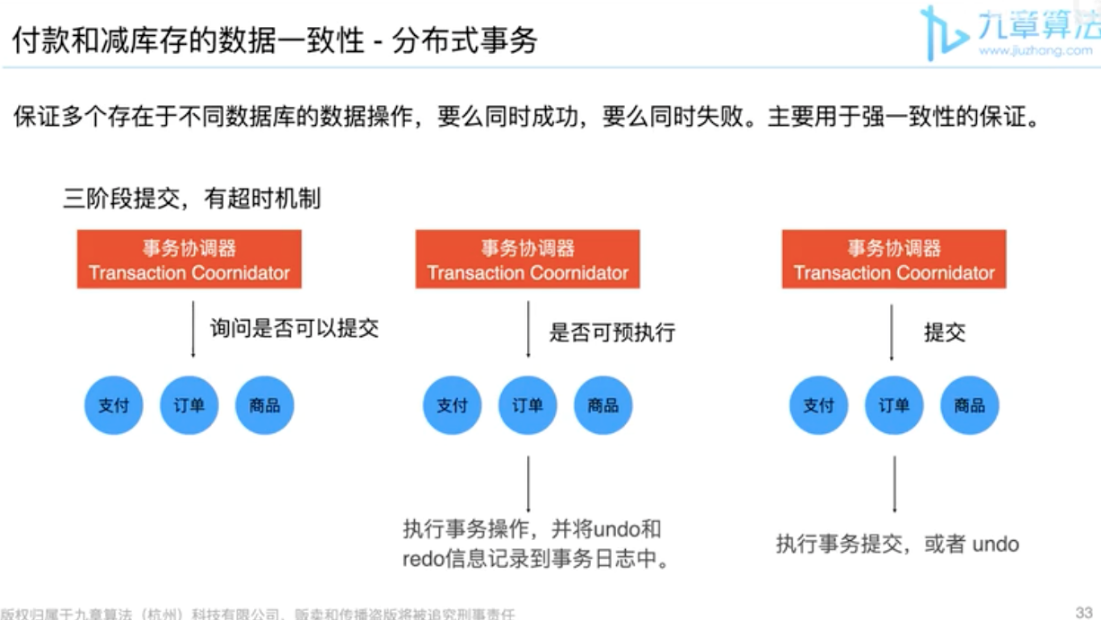 付款和减库存的数据一致性 - 分布式事务
九章算法
www.jiuzhang.com
保证多个存在于不同数据库的数据操作，要么同时成功，要么同时失败。主要用于强一致性的保证。
三阶段提交，有超时机制
事务协调器
Transaction Coornidator
事务协调器
Transaction Coornidator
事务协调器
Transaction Coornidator
询问是否可以提交
是否可预执行
提交
支付 订单 商品
支付 订单 商品
支付 订单 商品
执行事务操作，并将undo和
redo信息记录到事务日志中。
执行事务提交，或者 undo
版权归属于九章算法（杭州）科技有限公司，贩卖和传播盗版将被追究刑事责任
33